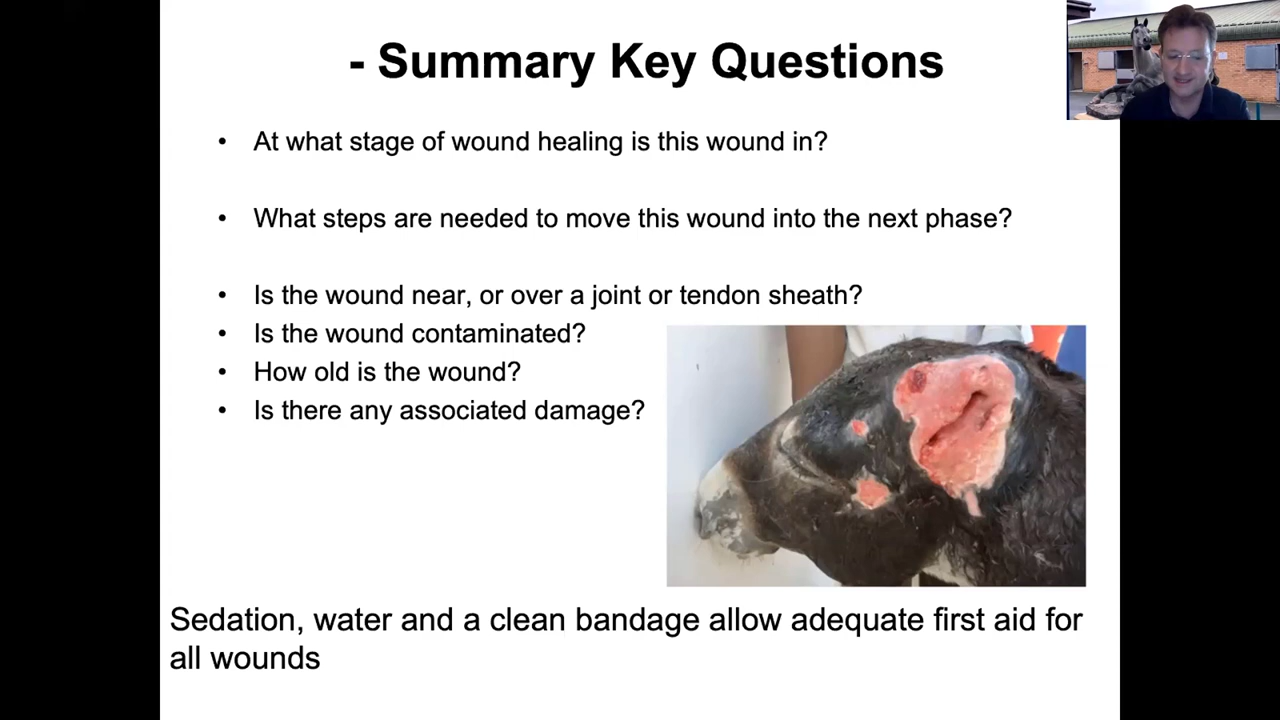 - Summary Key Questions
• At what stage of wound healing is this wound in?
• What steps are needed to move this wound into the next phase?
• Is the wound near, or over a joint or tendon sheath?
• Is the wound contaminated?
• How old is the wound?
• Is there any associated damage?
Sedation, water and a clean bandage allow adequate first aid for
all wounds